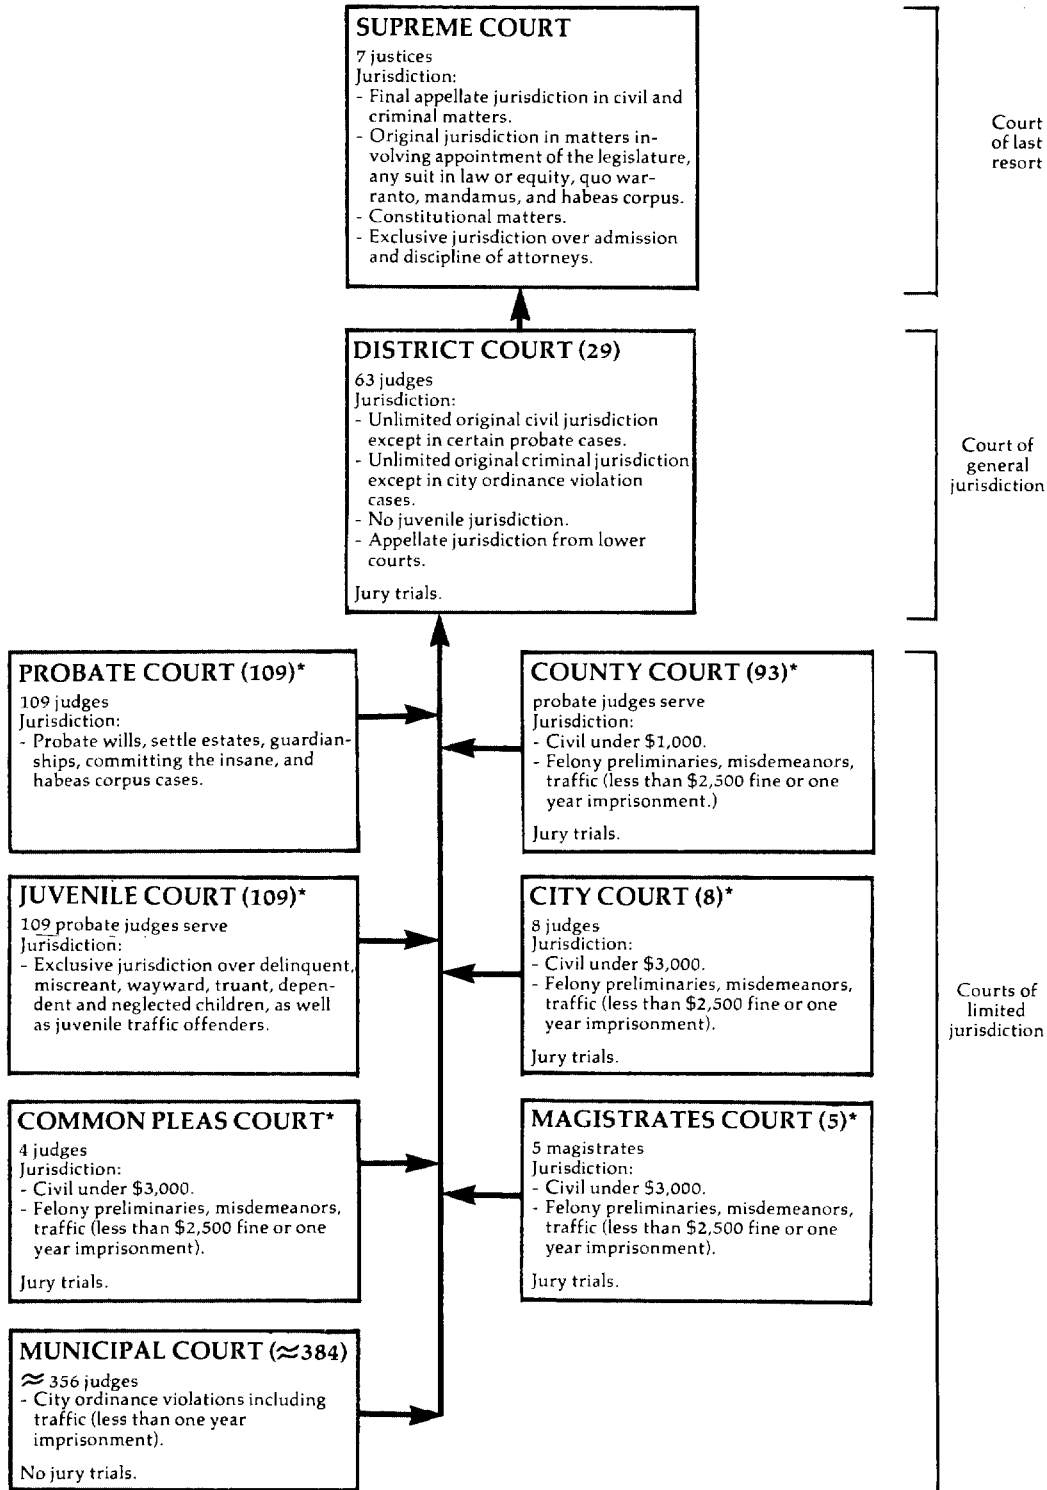 SUPREME COURT
7 justices
Jurisdiction:
- Final appellate jurisdiction in civil and
criminal matters.
- Original jurisdiction in matters in-
volving appointment of the legislature,
any suit in law or equity, quo war-
ranto, mandamus, and habeas corpus.
- Constitutional matters.
- Exclusive jurisdiction over admission
and discipline of attorneys.
Court
of last
resort
DISTRICT COURT (29)
63 judges
Jurisdiction:
- Unlimited original civil jurisdiction
except in certain probate cases.
- Unlimited original criminal jurisdiction
except in city ordinance violation
cases.
- No juvenile jurisdiction.
- Appellate jurisdiction from lower
courts.
Jury trials.
Court of
general
jurisdiction
PROBATE COURT (109)*
109 judges
Jurisdiction:
- Probate wills, settle estates, guardian-
ships, committing the insane, and
habeas corpus cases.
COUNTY COURT (93)*
probate judges serve
Jurisdiction:
- Civil under $1,000.
- Felony preliminaries, misdemeanors,
traffic (less than $2,500 fine or one
year imprisonment.)
Jury trials.
JUVENILE COURT (109)*
109 probate judges serve
Jurisdiction:
- Exclusive jurisdiction over delinquent,
miscreant, wayward, truant, depen-
dent and neglected children, as well
as juvenile traffic offenders.
CITY COURT (8)*
8 judges
Jurisdiction:
- Civil under $3,000.
- Felony preliminaries, misdemeanors,
traffic (less than $2,500 fine or one
year imprisonment).
Jury trials.
Courts of
limited
jurisdiction
COMMON PLEAS COURT*
4 judges
Jurisdiction:
- Civil under $3,000.
- Felony preliminaries, misdemeanors,
traffic (less than $2,500 fine or one
year imprisonment).
Jury trials.
MAGISTRATES COURT (5)*
5 magistrates
Jurisdiction:
- Civil under $3,000.
- Felony preliminaries, misdemeanors,
traffic (less than $2,500 fine or one
year imprisonment).
Jury trials.
MUNICIPAL COURT (≈384)
≈ 356 judges
- City ordinance violations including
traffic (less than one year
imprisonment).
No jury trials.